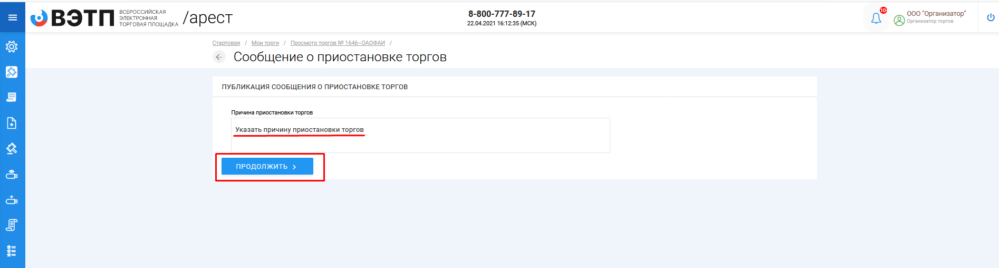 ВЭТП
ВСЕРОССИЙСКАЯ
ЭЛЕКТРОННАЯ
ТОРГОВАЯ ПЛОЩАДКА
/арест
8-800-777-89-17
22.04.2021 16:12:35 (МСК)
10
ООО "Организатор"
Организатор торгов
Стартовая / Мои торги / Просмотр торгов № 1646–ОАОФАИ /
Сообщение о приостановке торгов
ПУБЛИКАЦИЯ СООБЩЕНИЯ О ПРИОСТАНОВКЕ ТОРГОВ
Причина приостановки торгов
Указать причину приостановки торгов
ПРОДОЛЖИТЬ